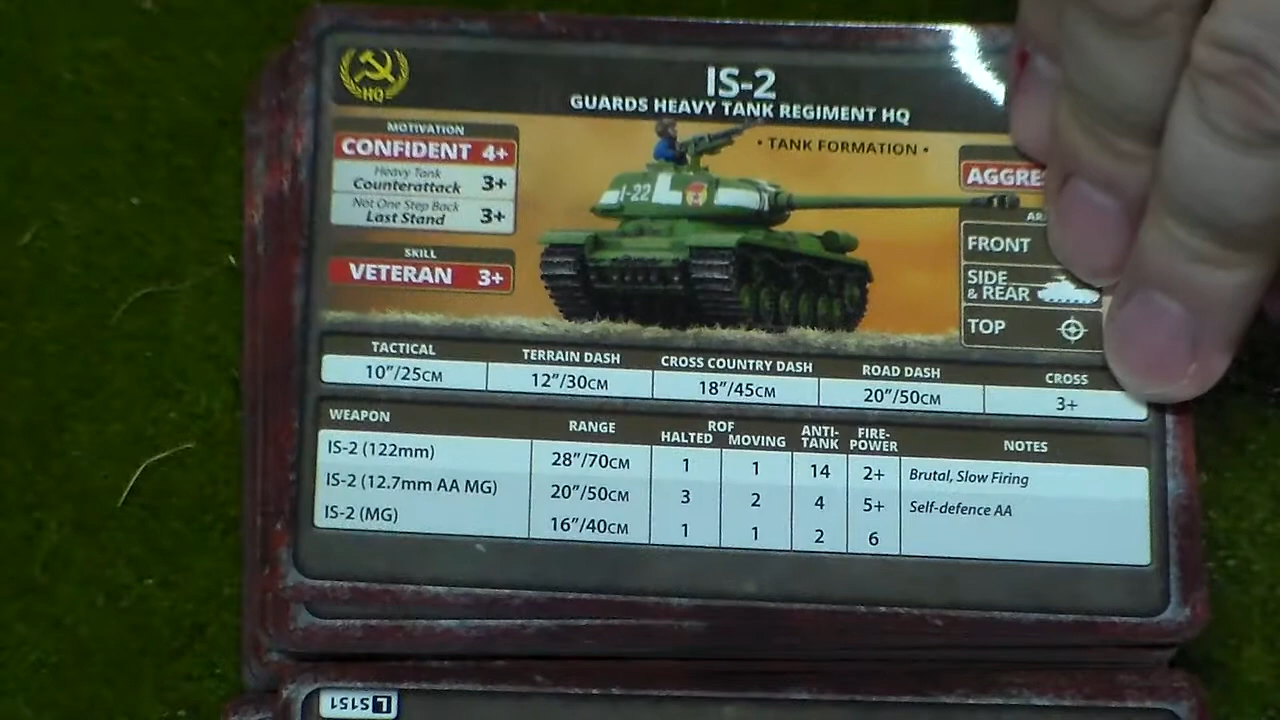 HQ
IS-2
GUARDS HEAVY TANK REGIMENT HQ
• TANK FORMATION •
MOTIVATION
CONFIDENT 4+
Heavy Tank
Counterattack 3+
Not One Step Back
Last Stand 3+
SKILL
VETERAN 3+
I-22
FRONT
SIDE
& REAR
TOP
TACTICAL TERRAIN DASH CROSS COUNTRY DASH ROAD DASH CROSS
10"/25CM 12"/30CM 18"/45CM 20"/50CM 3+
WEAPON RANGE ROF ANTI-TANK FIRE-POWER NOTES
HALTED MOVING
IS-2 (122mm) 28"/70CM 1 1 14 2+ Brutal, Slow Firing
IS-2 (12.7mm AA MG) 20"/50CM 3 2 4 5+ Self-defence AA
IS-2 (MG) 16"/40CM 1 1 2 6
LS151